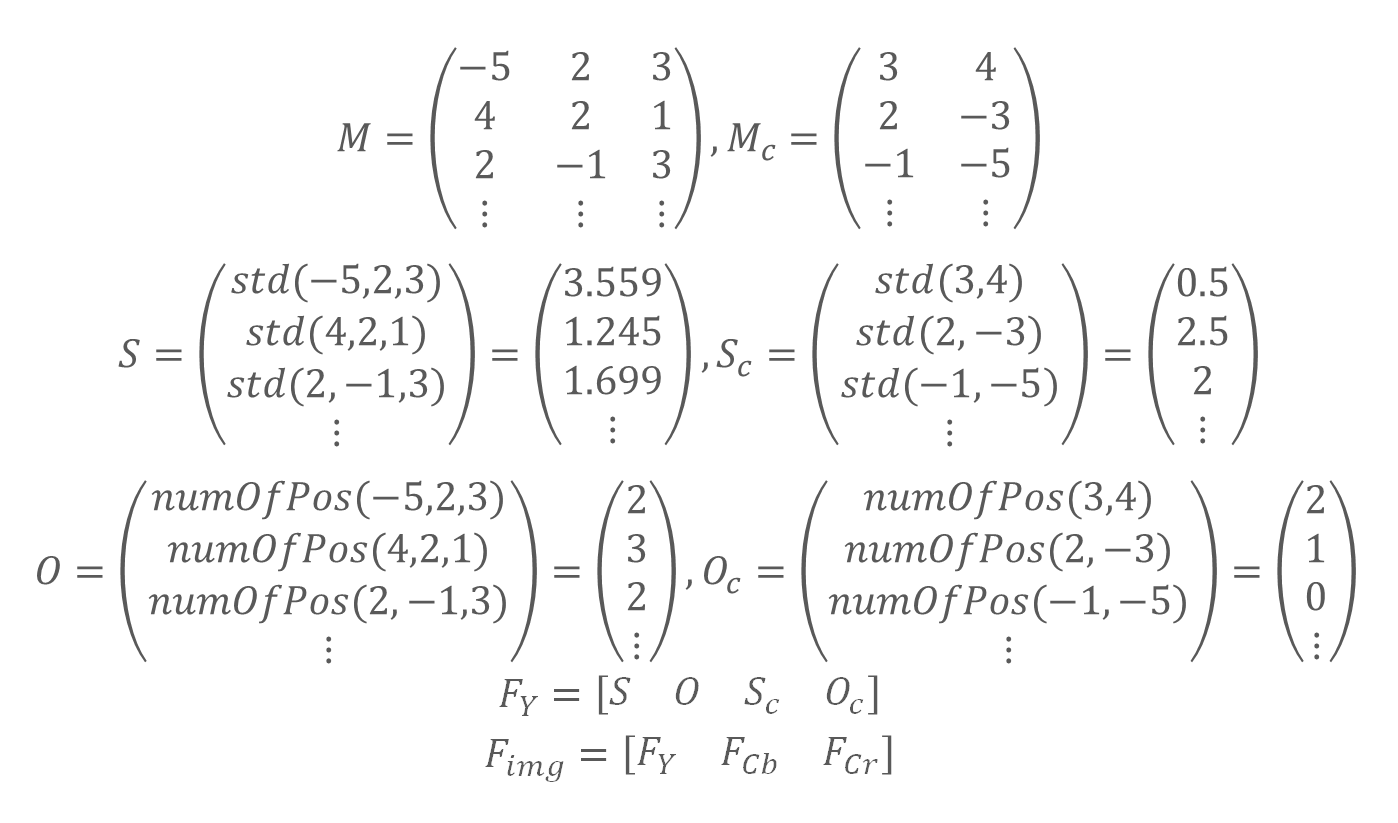 M = (−5 2 3 , M_c = (3 4
4 2 1 2 −3
2 −1 3 −1 −5
⋮ ⋮ ⋮) ⋮ ⋮)
S = (std(−5,2,3) = (3.559 , S_c = (std(3,4) = (0.5
std(4,2,1) 1.245 std(2,−3) 2.5
std(2,−1,3) 1.699 std(−1,−5) 2
⋮) ⋮) ⋮) ⋮)
O = (numOfPos(−5,2,3) = (2 , O_c = (numOfPos(3,4) = (2
numOfPos(4,2,1) 3 numOfPos(2,−3) 1
numOfPos(2,−1,3) 2 numOfPos(−1,−5) 0
⋮) ⋮) ⋮) ⋮)
F_Y = [S O S_c O_c]
F_img = [F_Y F_Cb F_Cr]